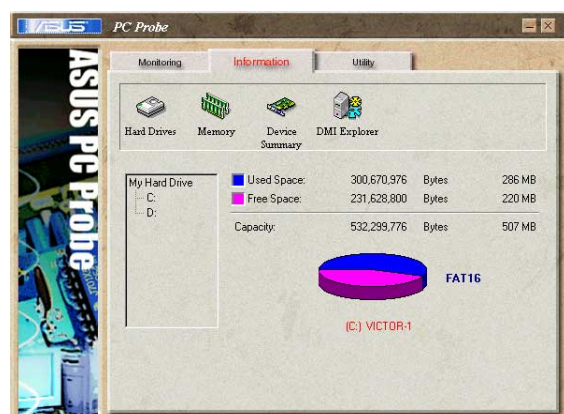 ASUS PC Probe
Monitoring Information Utility
Hard Drives Memory Device Summary DMI Explorer
My Hard Drive
C:
D:
Used Space: 300,670,976 Bytes 286 MB
Free Space: 231,628,800 Bytes 220 MB
Capacity: 532,299,776 Bytes 507 MB
FAT16
(C:) VICTOR-1
ASUS PC Probe